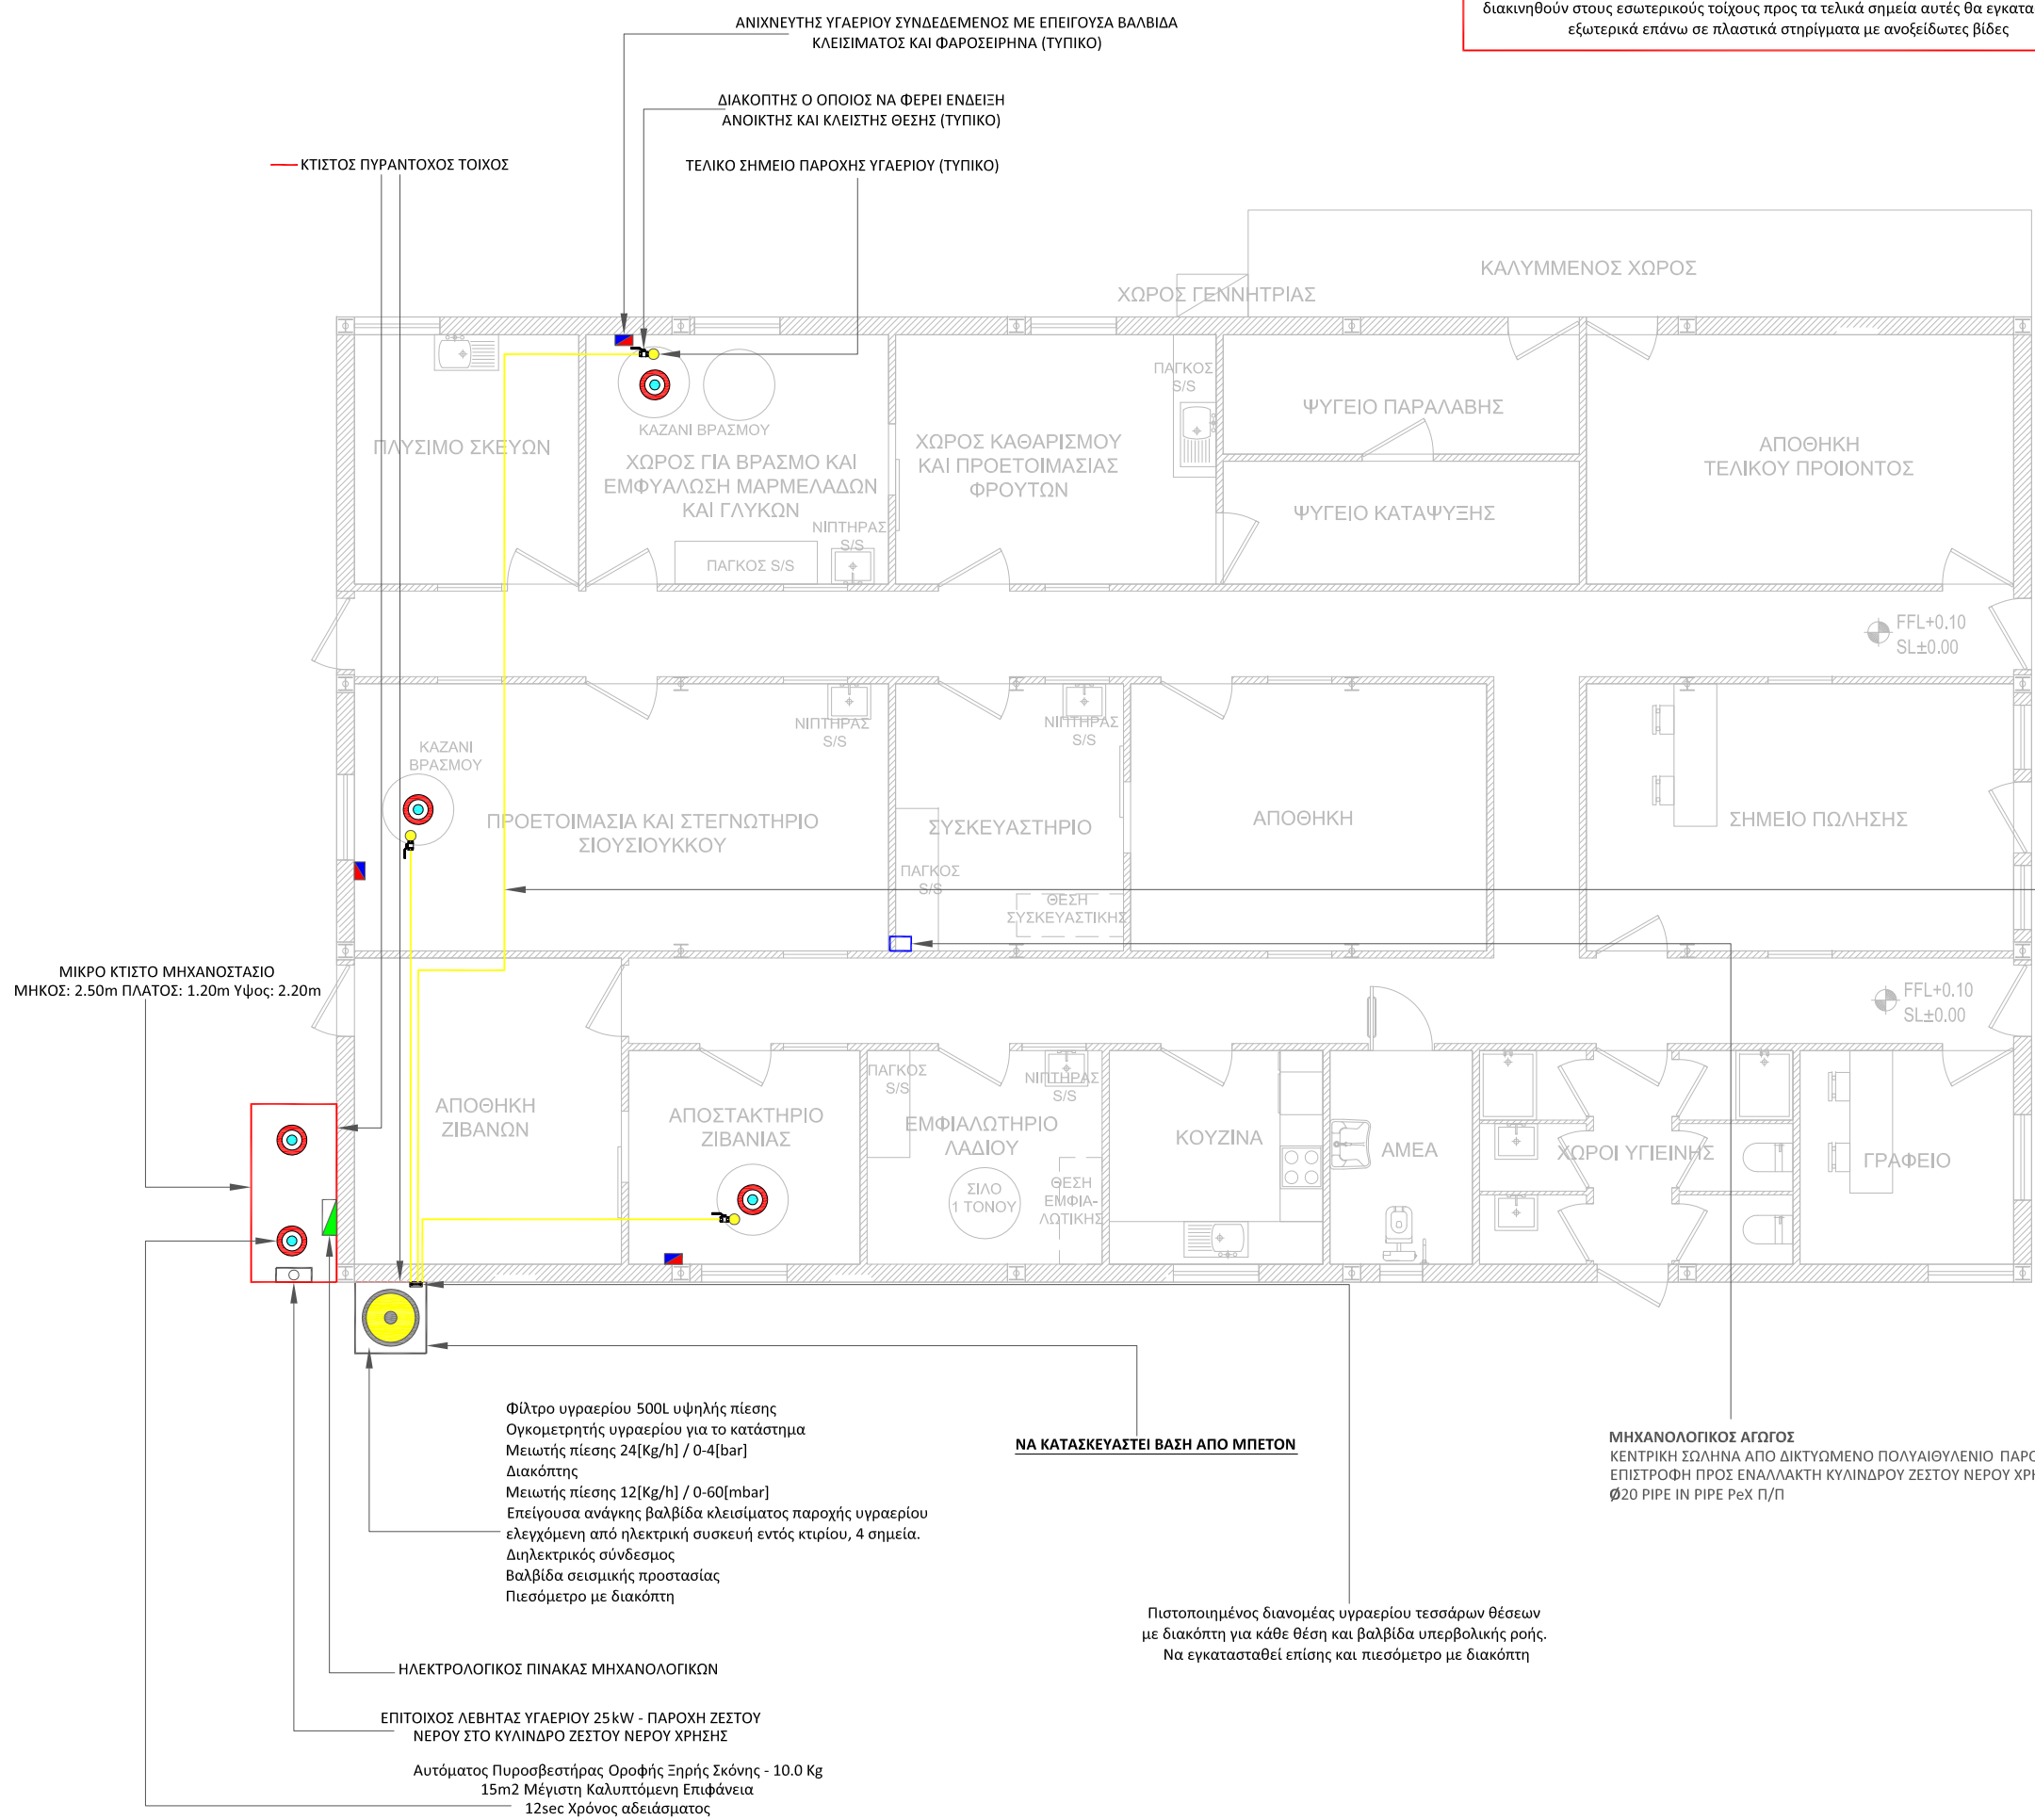 διακινηθούν στους εσωτερικούς τοίχους προς τα τελικά σημεία αυτές θα εγκατα
εξωτερικά επάνω σε πλαστικά στηρίγματα με ανοξείδωτες βίδες
ΑΝΙΧΝΕΥΤΗΣ ΥΓΑΕΡΙΟΥ ΣΥΝΔΕΔΕΜΕΝΟΣ ΜΕ ΕΠΕΙΓΟΥΣΑ ΒΑΛΒΙΔΑ
ΚΛΕΙΣΙΜΑΤΟΣ ΚΑΙ ΦΑΡΟΣΕΙΡΗΝΑ (ΤΥΠΙΚΟ)
ΔΙΑΚΟΠΤΗΣ Ο ΟΠΟΙΟΣ ΝΑ ΦΕΡΕΙ ΕΝΔΕΙΞΗ
ΑΝΟΙΚΤΗΣ ΚΑΙ ΚΛΕΙΣΤΗΣ ΘΕΣΗΣ (ΤΥΠΙΚΟ)
ΚΤΙΣΤΟΣ ΠΥΡΑΝΤΟΧΟΣ ΤΟΙΧΟΣ
ΤΕΛΙΚΟ ΣΗΜΕΙΟ ΠΑΡΟΧΗΣ ΥΓΑΕΡΙΟΥ (ΤΥΠΙΚΟ)
ΚΑΛΥΜΜΕΝΟΣ ΧΩΡΟΣ
ΧΩΡΟΣ ΓΕΝΝΗΤΡΙΑΣ
ΠΛΥΣΙΜΟ ΣΚΕΥΩΝ
ΚΑΖΑΝΙ ΒΡΑΣΜΟΥ
ΧΩΡΟΣ ΓΙΑ ΒΡΑΣΜΟ ΚΑΙ
ΕΜΦΥΑΛΩΣΗ ΜΑΡΜΕΛΑΔΩΝ
ΚΑΙ ΓΛΥΚΩΝ
ΝΙΠΤΗΡΑΣ
S/S
ΠΑΓΚΟΣ S/S
ΧΩΡΟΣ ΚΑΘΑΡΙΣΜΟΥ
ΚΑΙ ΠΡΟΕΤΟΙΜΑΣΙΑΣ
ΦΡΟΥΤΩΝ
ΠΑΓΚΟΣ
S/S
ΨΥΓΕΙΟ ΠΑΡΑΛΑΒΗΣ
ΨΥΓΕΙΟ ΚΑΤΑΨΥΞΗΣ
ΑΠΟΘΗΚΗ
ΤΕΛΙΚΟΥ ΠΡΟΙΟΝΤΟΣ
FFL+0.10
SL±0.00
ΚΑΖΑΝΙ
ΒΡΑΣΜΟΥ
ΝΙΠΤΗΡΑΣ
S/S
ΠΡΟΕΤΟΙΜΑΣΙΑ ΚΑΙ ΣΤΕΓΝΩΤΗΡΙΟ
ΣΙΟΥΣΙΟΥΚΚΟΥ
ΝΙΠΤΗΡΑΣ
S/S
ΣΥΣΚΕΥΑΣΤΗΡΙΟ
ΠΑΓΚΟΣ
S/S
ΘΕΣΗ
ΣΥΣΚΕΥΑΣΤΙΚΗΣ
ΑΠΟΘΗΚΗ
ΣΗΜΕΙΟ ΠΩΛΗΣΗΣ
ΜΙΚΡΟ ΚΤΙΣΤΟ ΜΗΧΑΝΟΣΤΑΣΙΟ
ΜΗΚΟΣ: 2.50m ΠΛΑΤΟΣ: 1.20m Υψος: 2.20m
FFL+0.10
SL±0.00
ΑΠΟΘΗΚΗ
ΖΙΒΑΝΩΝ
ΑΠΟΣΤΑΚΤΗΡΙΟ
ΖΙΒΑΝΙΑΣ
ΠΑΓΚΟΣ
S/S
ΝΙΠΤΗΡΑΣ
S/S
ΕΜΦΙΑΛΩΤΗΡΙΟ
ΛΑΔΙΟΥ
ΣΙΛΟ
1 ΤΟΝΟΥ
ΘΕΣΗ
ΕΜΦΙΑ-
ΛΩΤΙΚΗΣ
ΚΟΥΖΙΝΑ
ΑΜΕΑ
ΧΩΡΟΙ ΥΓΙΕΙΝΗΣ
ΓΡΑΦΕΙΟ
Φίλτρο υγραερίου 500L υψηλής πίεσης
Ογκομετρητής υγραερίου για το κατάστημα
Μειωτής πίεσης 24[Kg/h] / 0-4[bar]
Διακόπτης
Μειωτής πίεσης 12[Kg/h] / 0-60[mbar]
Επείγουσα ανάγκης βαλβίδα κλεισίματος παροχής υγραερίου
ελεγχόμενη από ηλεκτρική συσκευή εντός κτιρίου, 4 σημεία.
Διηλεκτρικός σύνδεσμος
Βαλβίδα σεισμικής προστασίας
Πιεσόμετρο με διακόπτη
ΝΑ ΚΑΤΑΣΚΕΥΑΣΤΕΙ ΒΑΣΗ ΑΠΟ ΜΠΕΤΟΝ
ΜΗΧΑΝΟΛΟΓΙΚΟΣ ΑΓΩΓΟΣ
ΚΕΝΤΡΙΚΗ ΣΩΛΗΝΑ ΑΠΟ ΔΙΚΤΥΩΜΕΝΟ ΠΟΛΥΑΙΘΥΛΕΝΙΟ ΠΑΡΟ
ΕΠΙΣΤΡΟΦΗ ΠΡΟΣ ΕΝΑΛΛΑΚΤΗ ΚΥΛΙΝΔΡΟΥ ΖΕΣΤΟΥ ΝΕΡΟΥ ΧΡΗ
Ø20 PIPE IN PIPE PeX Π/Π
Πιστοποιημένος διανομέας υγραερίου τεσσάρων θέσεων
με διακόπτη για κάθε θέση και βαλβίδα υπερβολικής ροής.
Να εγκατασταθεί επίσης και πιεσόμετρο με διακόπτη
ΗΛΕΚΤΡΟΛΟΓΙΚΟΣ ΠΙΝΑΚΑΣ ΜΗΧΑΝΟΛΟΓΙΚΩΝ
ΕΠΙΤΟΙΧΟΣ ΛΕΒΗΤΑΣ ΥΓΑΕΡΙΟΥ 25kW - ΠΑΡΟΧΗ ΖΕΣΤΟΥ
ΝΕΡΟΥ ΣΤΟ ΚΥΛΙΝΔΡΟ ΖΕΣΤΟΥ ΝΕΡΟΥ ΧΡΗΣΗΣ
Αυτόματος Πυροσβεστήρας Οροφής Ξηρής Σκόνης - 10.0 Kg
15m2 Μέγιστη Καλυπτόμενη Επιφάνεια
12sec Χρόνος αδειάσματος